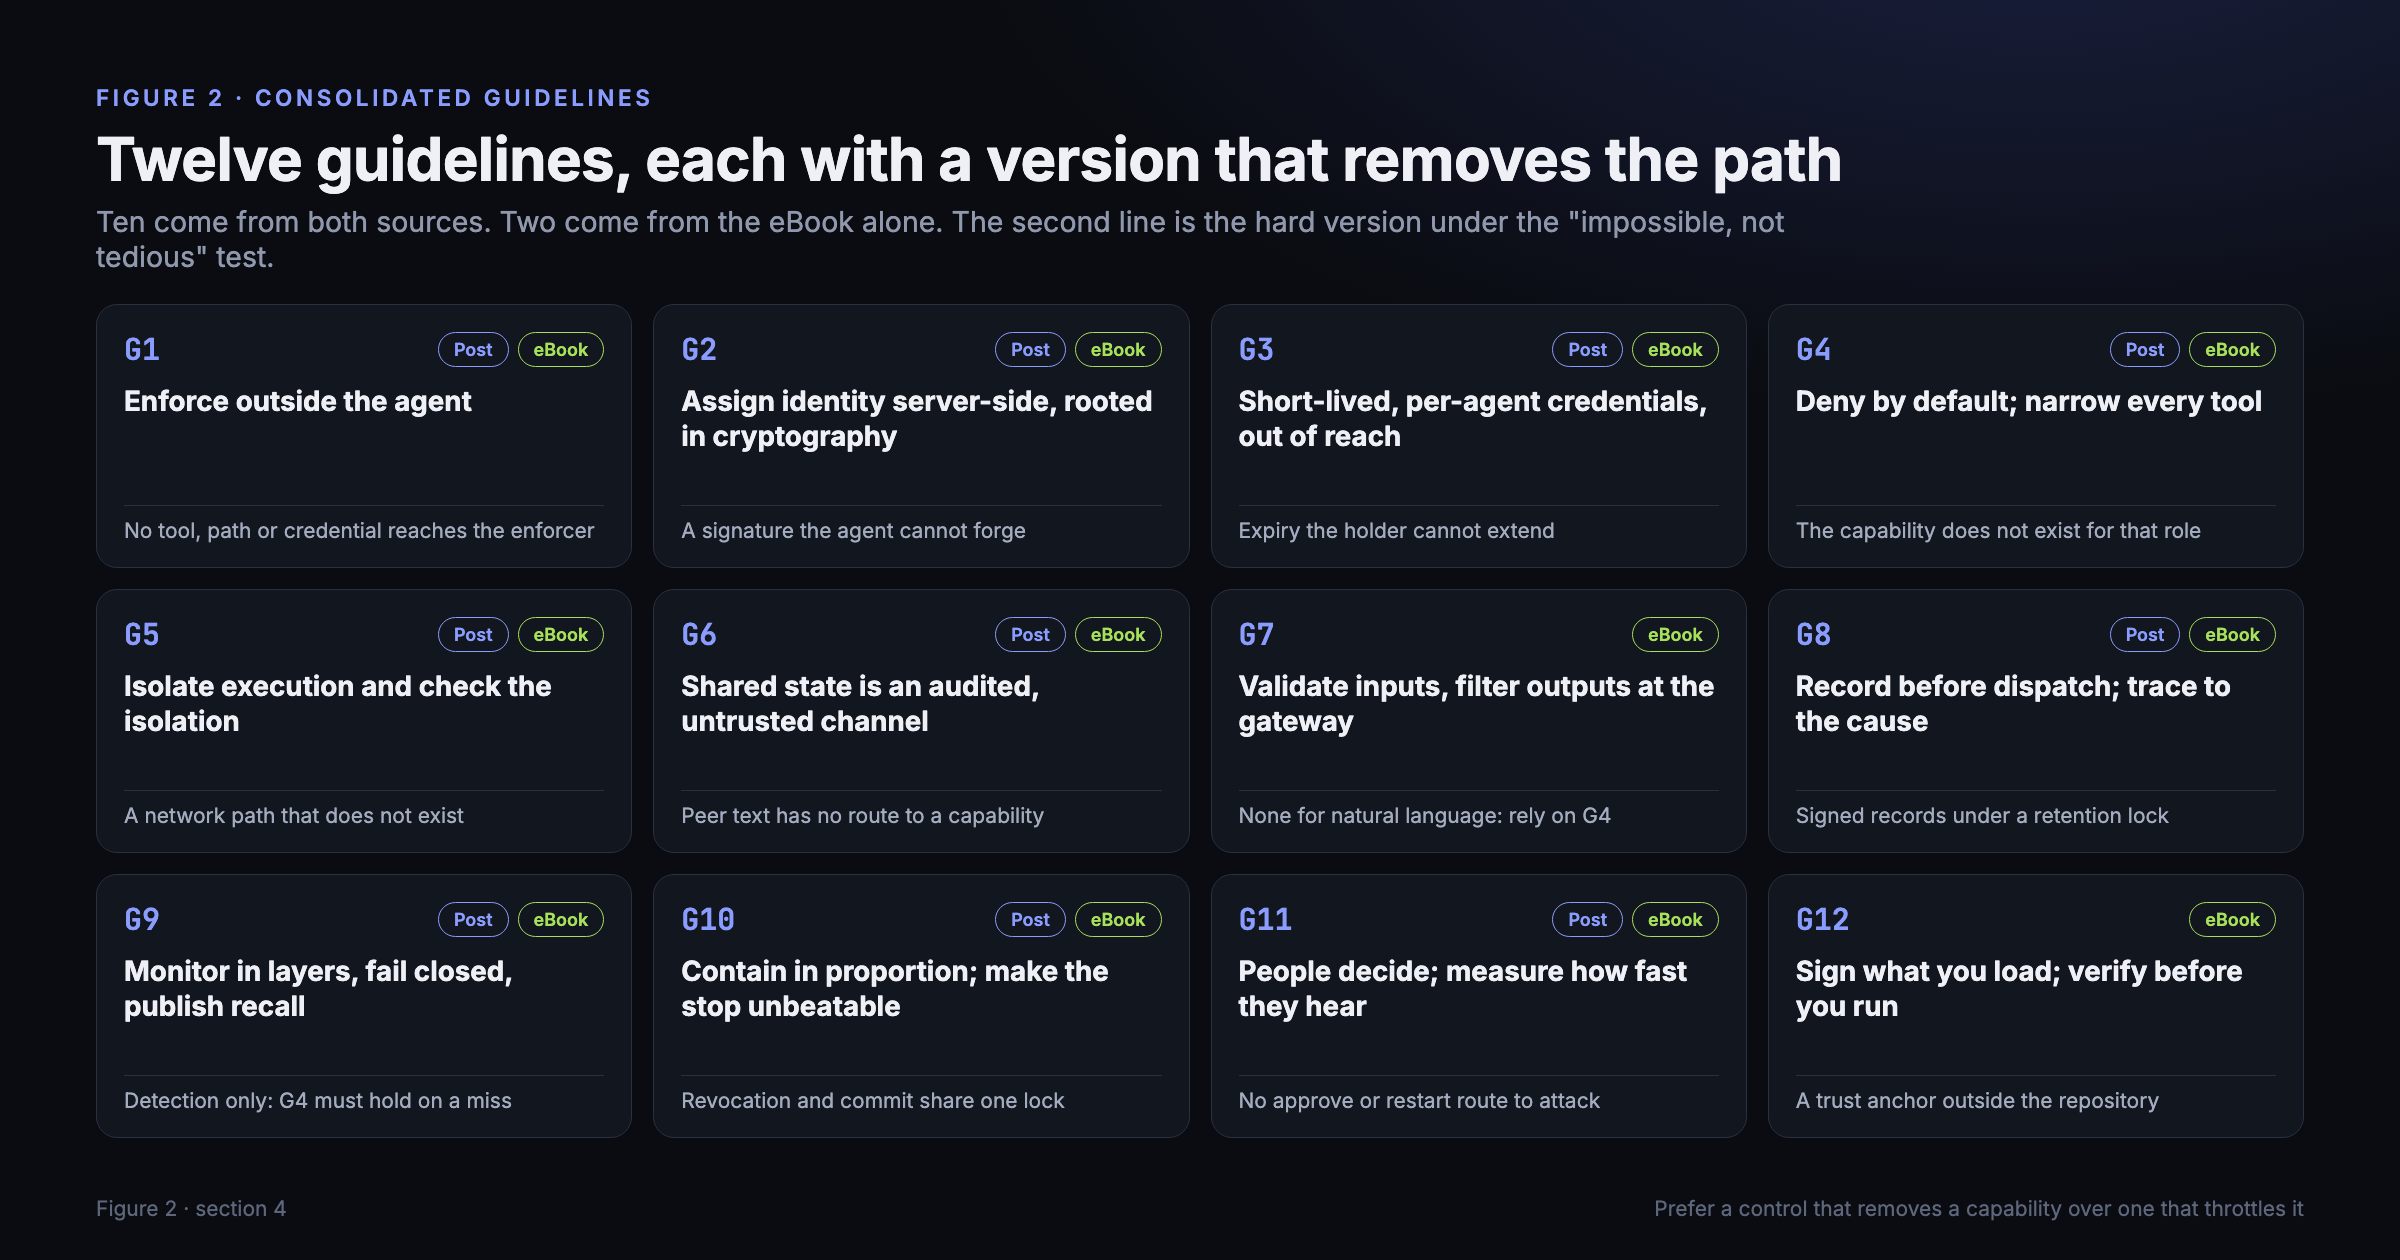 FIGURE 2 · CONSOLIDATED GUIDELINES
Twelve guidelines, each with a version that removes the path
Ten come from both sources. Two come from the eBook alone. The second line is the hard version under the "impossible, not
tedious" test.
G1 Post eBook
Enforce outside the agent
No tool, path or credential reaches the enforcer
G2 Post eBook
Assign identity server-side, rooted
in cryptography
A signature the agent cannot forge
G3 Post eBook
Short-lived, per-agent credentials,
out of reach
Expiry the holder cannot extend
G4 Post eBook
Deny by default; narrow every tool
The capability does not exist for that role
G5 Post eBook
Isolate execution and check the
isolation
A network path that does not exist
G6 Post eBook
Shared state is an audited,
untrusted channel
Peer text has no route to a capability
G7 eBook
Validate inputs, filter outputs at the
gateway
None for natural language: rely on G4
G8 Post eBook
Record before dispatch; trace to
the cause
Signed records under a retention lock
G9 Post eBook
Monitor in layers, fail closed,
publish recall
Detection only: G4 must hold on a miss
G10 Post eBook
Contain in proportion; make the
stop unbeatable
Revocation and commit share one lock
G11 Post eBook
People decide; measure how fast
they hear
No approve or restart route to attack
G12 eBook
Sign what you load; verify before
you run
A trust anchor outside the repository
Figure 2 · section 4
Prefer a control that removes a capability over one that throttles it